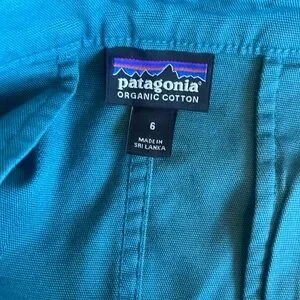 patagonia®
ORGANIC COTTON
6
MADE IN
SRI LANKA